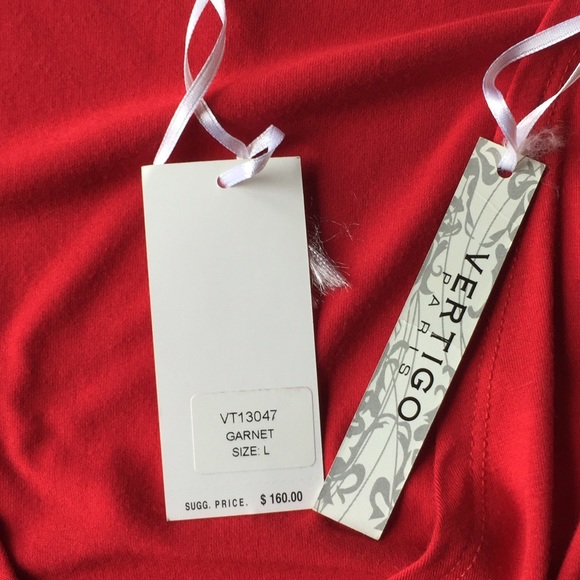 VT13047
GARNET
SIZE: L
SUGG. PRICE. $160.00
VERTIGO
PARIS